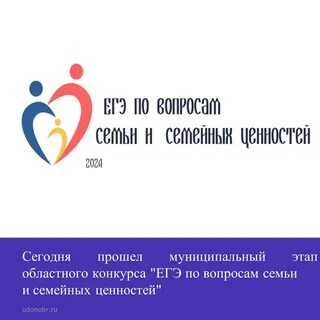 ЕГЭ ПО ВОПРОСАМ
СЕМЬИ И СЕМЕЙНЫХ ЦЕННОСТЕЙ
2024
Сегодня прошел муниципальный этап
областного конкурса "ЕГЭ по вопросам семьи
и семейных ценностей"
udonobr.ru